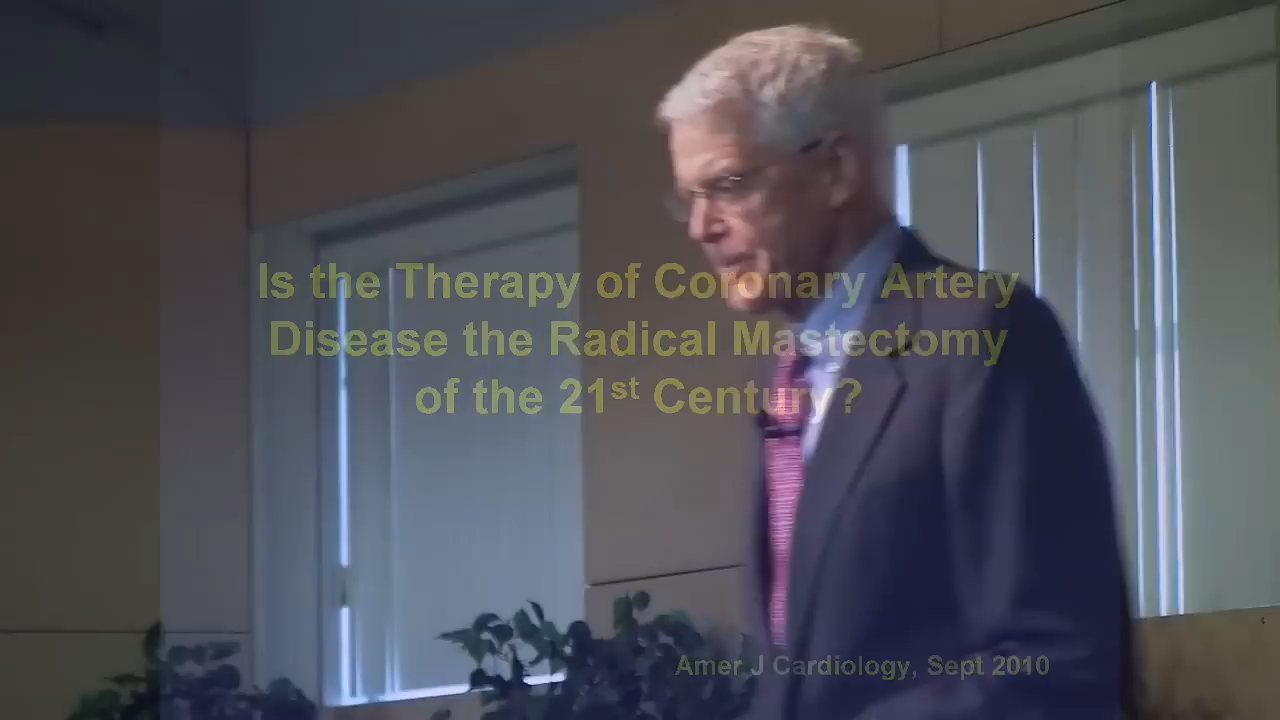 Is the Therapy of Coronary Artery
Disease the Radical Mastectomy
of the 21st Century?
Amer J Cardiology, Sept 2010